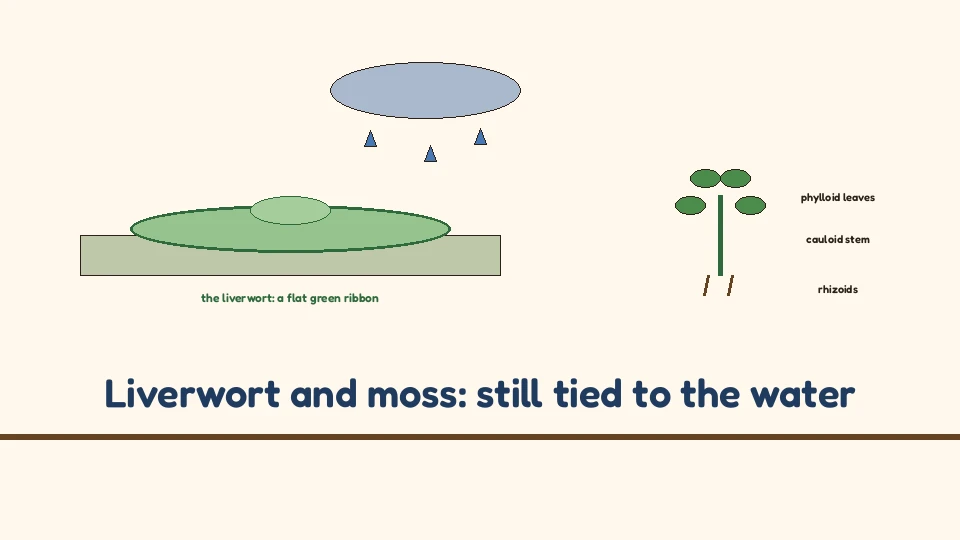 phylloid leaves
cauloid stem
rhizoids
the liverwort: a flat green ribbon
Liverwort and moss: still tied to the water